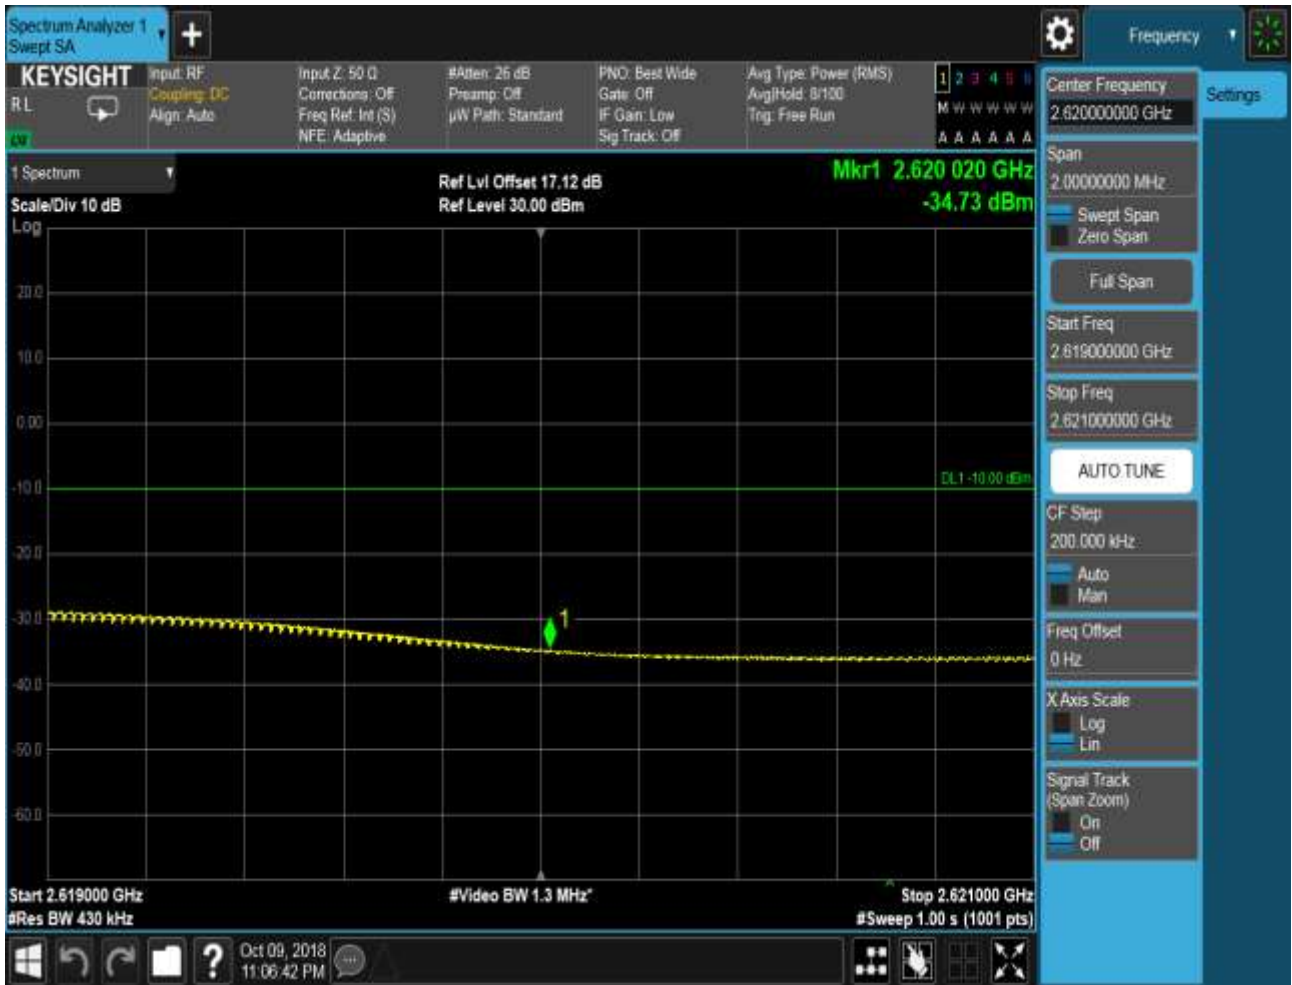 Spectrum Analyzer 1
Swept SA
+
Frequency
KEYSIGHT
RL
Input: RF
Coupling: DC
Align: Auto
Input Z: 50 Ω
Corrections: Off
Freq Ref: Int (S)
NFE: Adaptive
#Atten: 26 dB
Preamp: Off
µW Path: Standard
PNO: Best Wide
Gate: Off
IF Gain: Low
Sig Track: Off
Avg Type: Power (RMS)
Avg|Hold: 8/100
Trig: Free Run
1 2 3 4 5 6
M W W W W W
A A A A A A
1 Spectrum
Scale/Div 10 dB
Ref Lvl Offset 17.12 dB
Ref Level 30.00 dBm
Mkr1 2.620 020 GHz
-34.73 dBm
Log
20.0
10.0
0.00
-10.0
-20.0
-30.0
-40.0
-50.0
-60.0
DL1 -10.00 dBm
1
Start 2.619000 GHz
#Res BW 430 kHz
#Video BW 1.3 MHz*
Stop 2.621000 GHz
#Sweep 1.00 s (1001 pts)
Center Frequency
2.620000000 GHz
Settings
Span
2.00000000 MHz
Swept Span
Zero Span
Full Span
Start Freq
2.619000000 GHz
Stop Freq
2.621000000 GHz
AUTO TUNE
CF Step
200.000 kHz
Auto
Man
Freq Offset
0 Hz
X Axis Scale
Log
Lin
Signal Track
(Span Zoom)
On
Off
?
Oct 09, 2018
11:06:42 PM